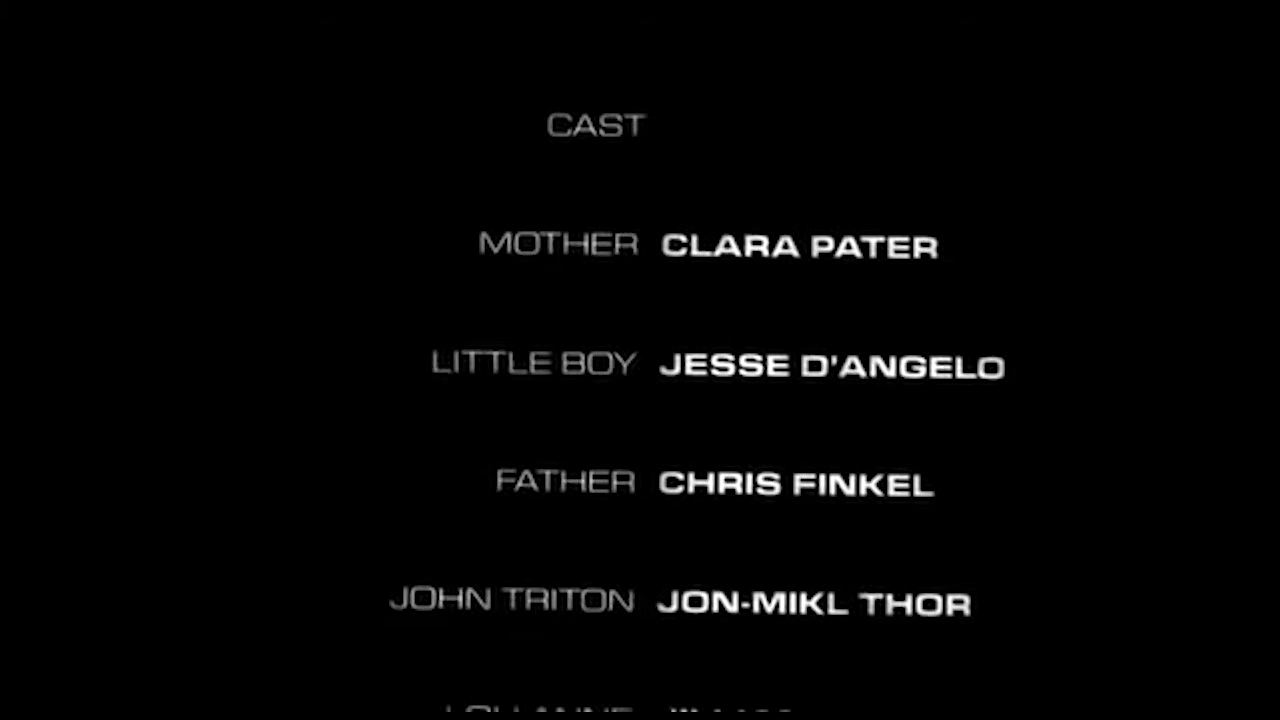 CAST
MOTHER CLARA PATER
LITTLE BOY JESSE D'ANGELO
FATHER CHRIS FINKEL
JOHN TRITON JON-MIKL THOR